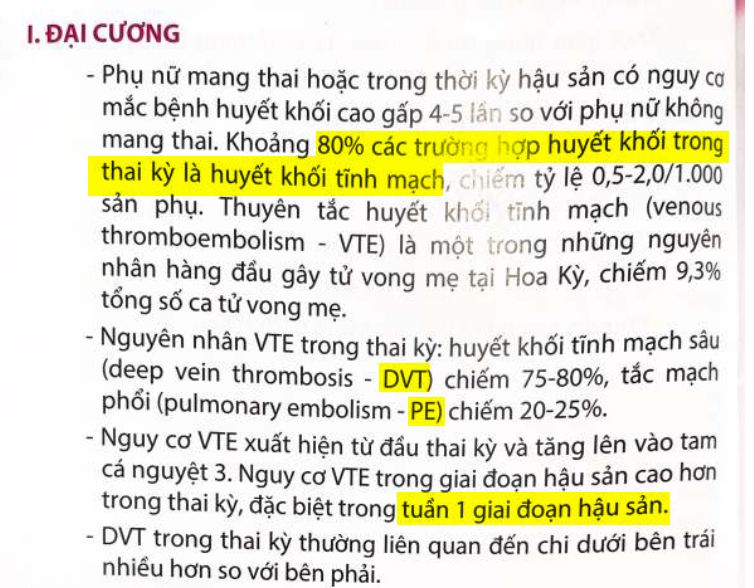 I. ĐẠI CƯƠNG
- Phụ nữ mang thai hoặc trong thời kỳ hậu sản có nguy cơ
mắc bệnh huyết khối cao gấp 4-5 lần so với phụ nữ không
mang thai. Khoảng 80% các trường hợp huyết khối trong
thai kỳ là huyết khối tĩnh mạch, chiếm tỷ lệ 0,5-2,0/1.000
sản phụ. Thuyên tắc huyết khối tĩnh mạch (venous
thromboembolism - VTE) là một trong những nguyên
nhân hàng đầu gây tử vong mẹ tại Hoa Kỳ, chiếm 9,3%
tổng số ca tử vong mẹ.
- Nguyên nhân VTE trong thai kỳ: huyết khối tĩnh mạch sâu
(deep vein thrombosis - DVT) chiếm 75-80%, tắc mạch
phổi (pulmonary embolism - PE) chiếm 20-25%.
- Nguy cơ VTE xuất hiện từ đầu thai kỳ và tăng lên vào tam
cá nguyệt 3. Nguy cơ VTE trong giai đoạn hậu sản cao hơn
trong thai kỳ, đặc biệt trong tuần 1 giai đoạn hậu sản.
- DVT trong thai kỳ thường liên quan đến chi dưới bên trái
nhiều hơn so với bên phải.